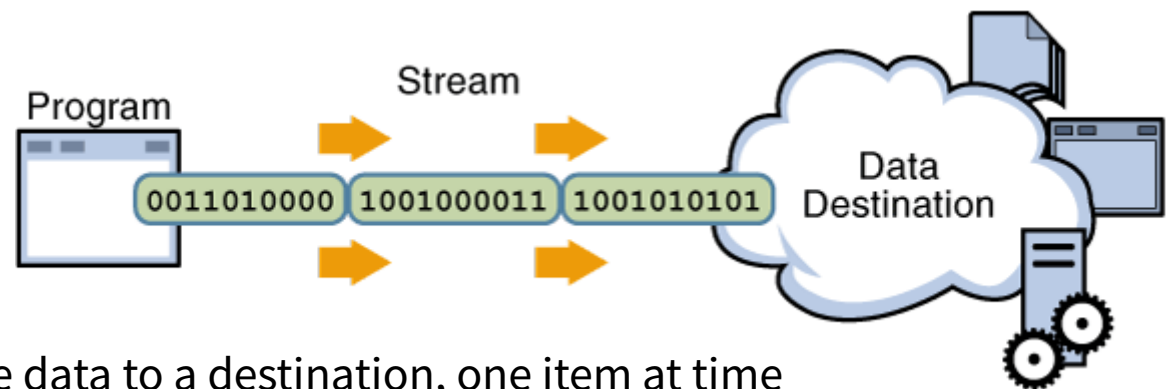 Stream
Program
0011010000 1001000011 1001010101
Data
Destination
e data to a destination, one item at time